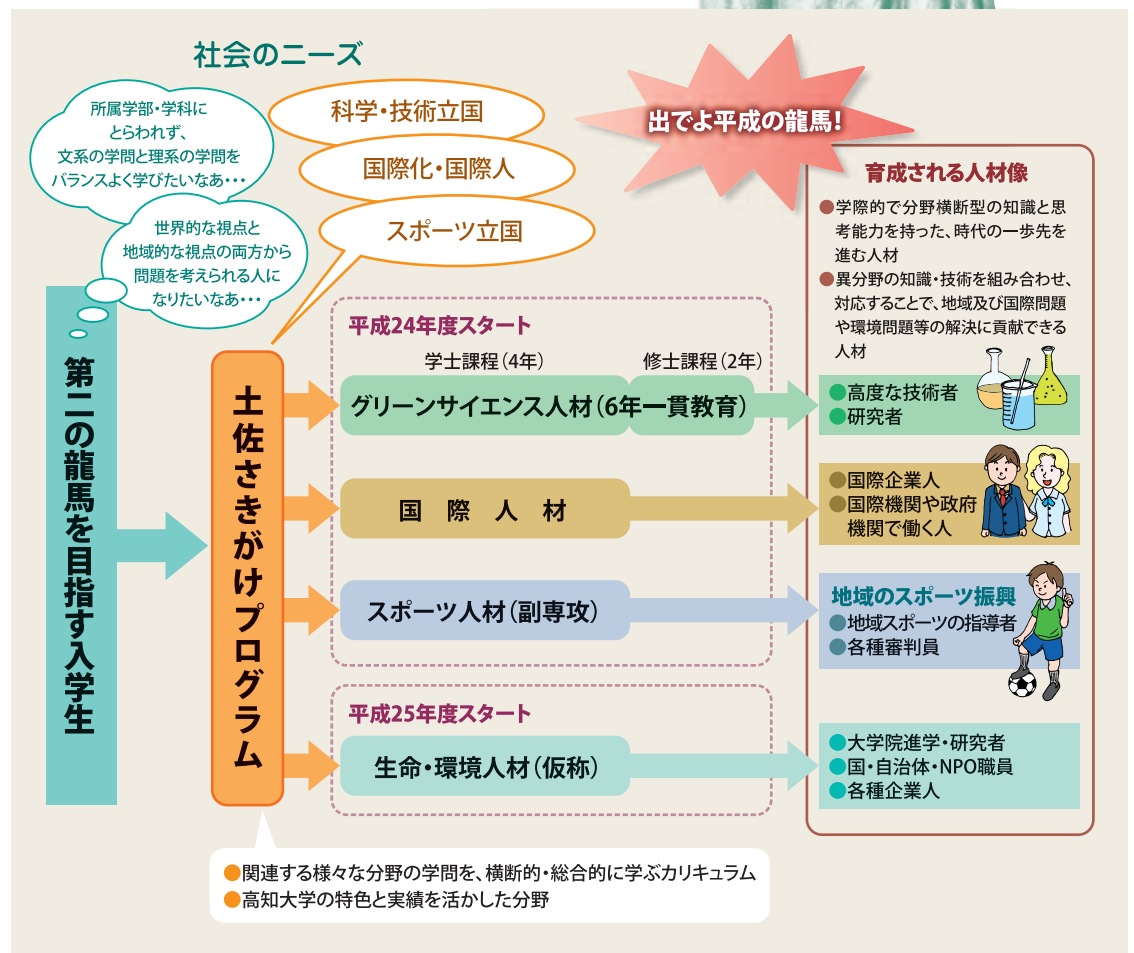 社会のニーズ
所属学部・学科に
とらわれず、
文系の学問と理系の学問を
バランスよく学びたいなあ・・・
世界的な視点と
地域的な視点の両方から
問題を考えられる人に
なりたいなあ・・・
科学・技術立国
国際化・国際人
スポーツ立国
出でよ平成の龍馬!
第二の龍馬を目指す入学生
土佐さきがけプログラム
平成24年度スタート
学士課程(4年)
修士課程(2年)
グリーンサイエンス人材(6年一貫教育)
国際人材
スポーツ人材(副専攻)
平成25年度スタート
生命・環境人材(仮称)
育成される人材像
●学際的で分野横断型の知識と思
考能力を持った、時代の一歩先を
進む人材
●異分野の知識・技術を組み合わせ、
対応することで、地域及び国際問題
や環境問題等の解決に貢献できる
人材
●高度な技術者
●研究者
●国際企業人
●国際機関や政府
機関で働く人
地域のスポーツ振興
●地域スポーツの指導者
●各種審判員
●大学院進学・研究者
●国・自治体・NPO職員
●各種企業人
●関連する様々な分野の学問を、横断的・総合的に学ぶカリキュラム
●高知大学の特色と実績を活かした分野